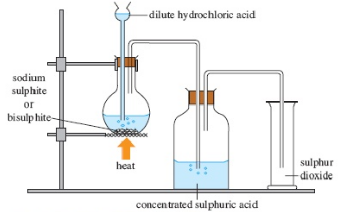 dilute hydrochloric acid
sodium
sulphite
or
bisulphite
heat
sulphur
dioxide
concentrated sulphuric acid